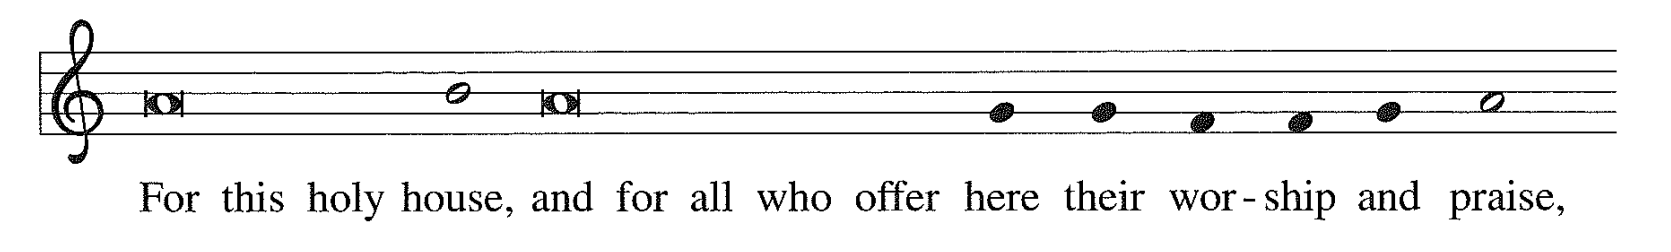 For this holy house, and for all who offer here their wor-ship and praise,